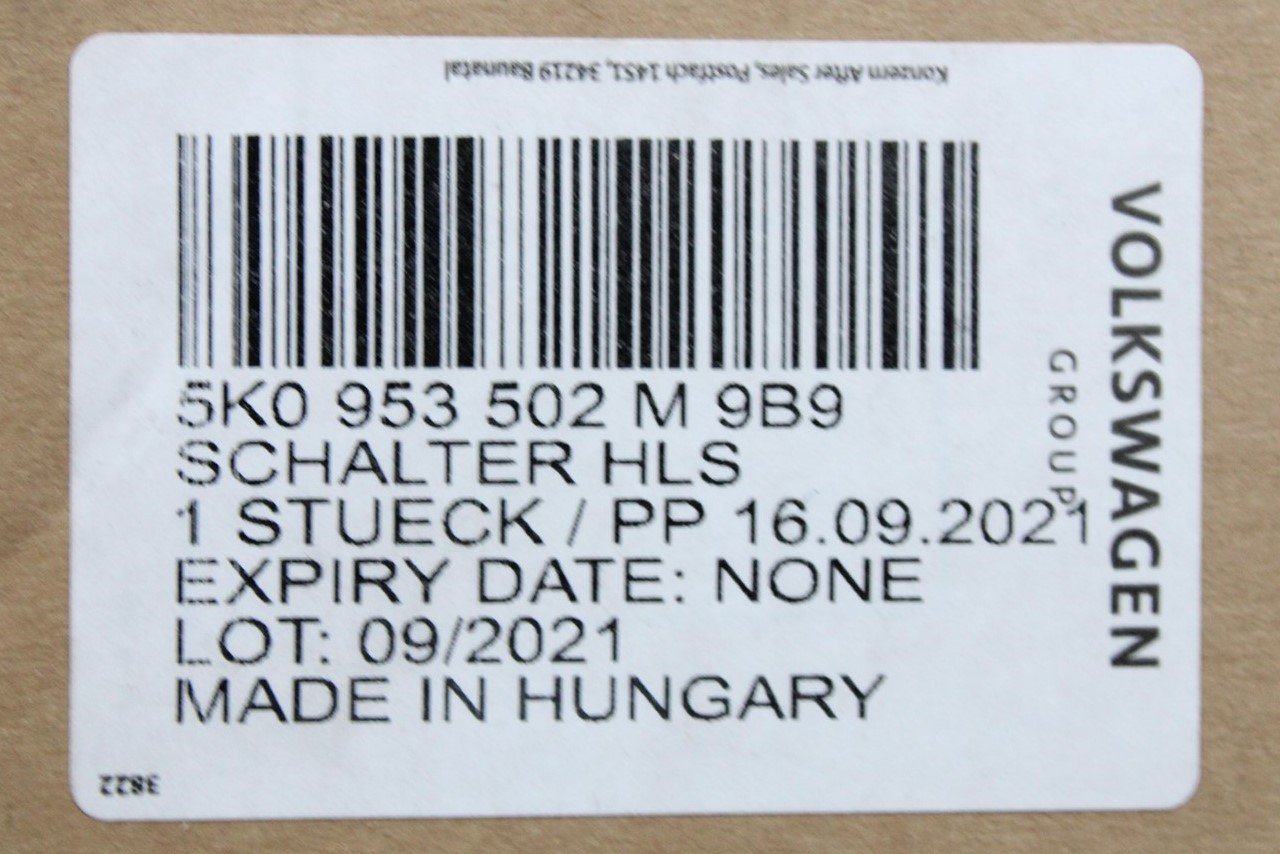 Konzern After Sales, Postfach 1451, 34219 Baunatal
5K0 953 502 M 9B9
SCHALTER HLS
1 STUECK / PP 16.09.2021
EXPIRY DATE: NONE
LOT: 09/2021
MADE IN HUNGARY
VOLKSWAGEN
GROUP
3822